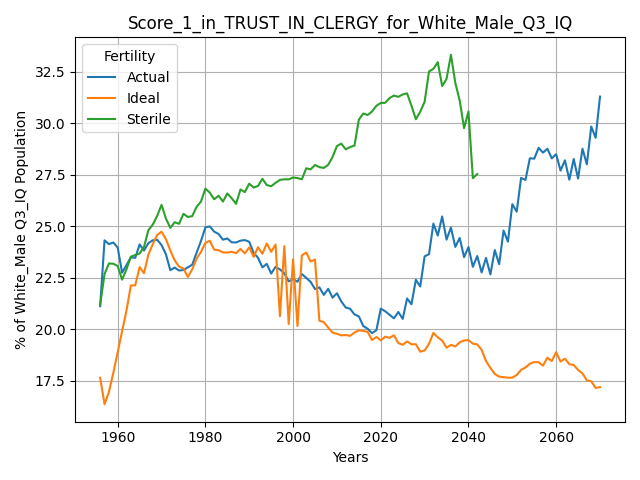 Score_1_in_TRUST_IN_CLERGY_for_White_Male_Q3_IQ
Fertility
Actual
Ideal
Sterile
% of White_Male Q3_IQ Population
32.5
30.0
27.5
25.0
22.5
20.0
17.5
1960 1980 2000 2020 2040 2060
Years